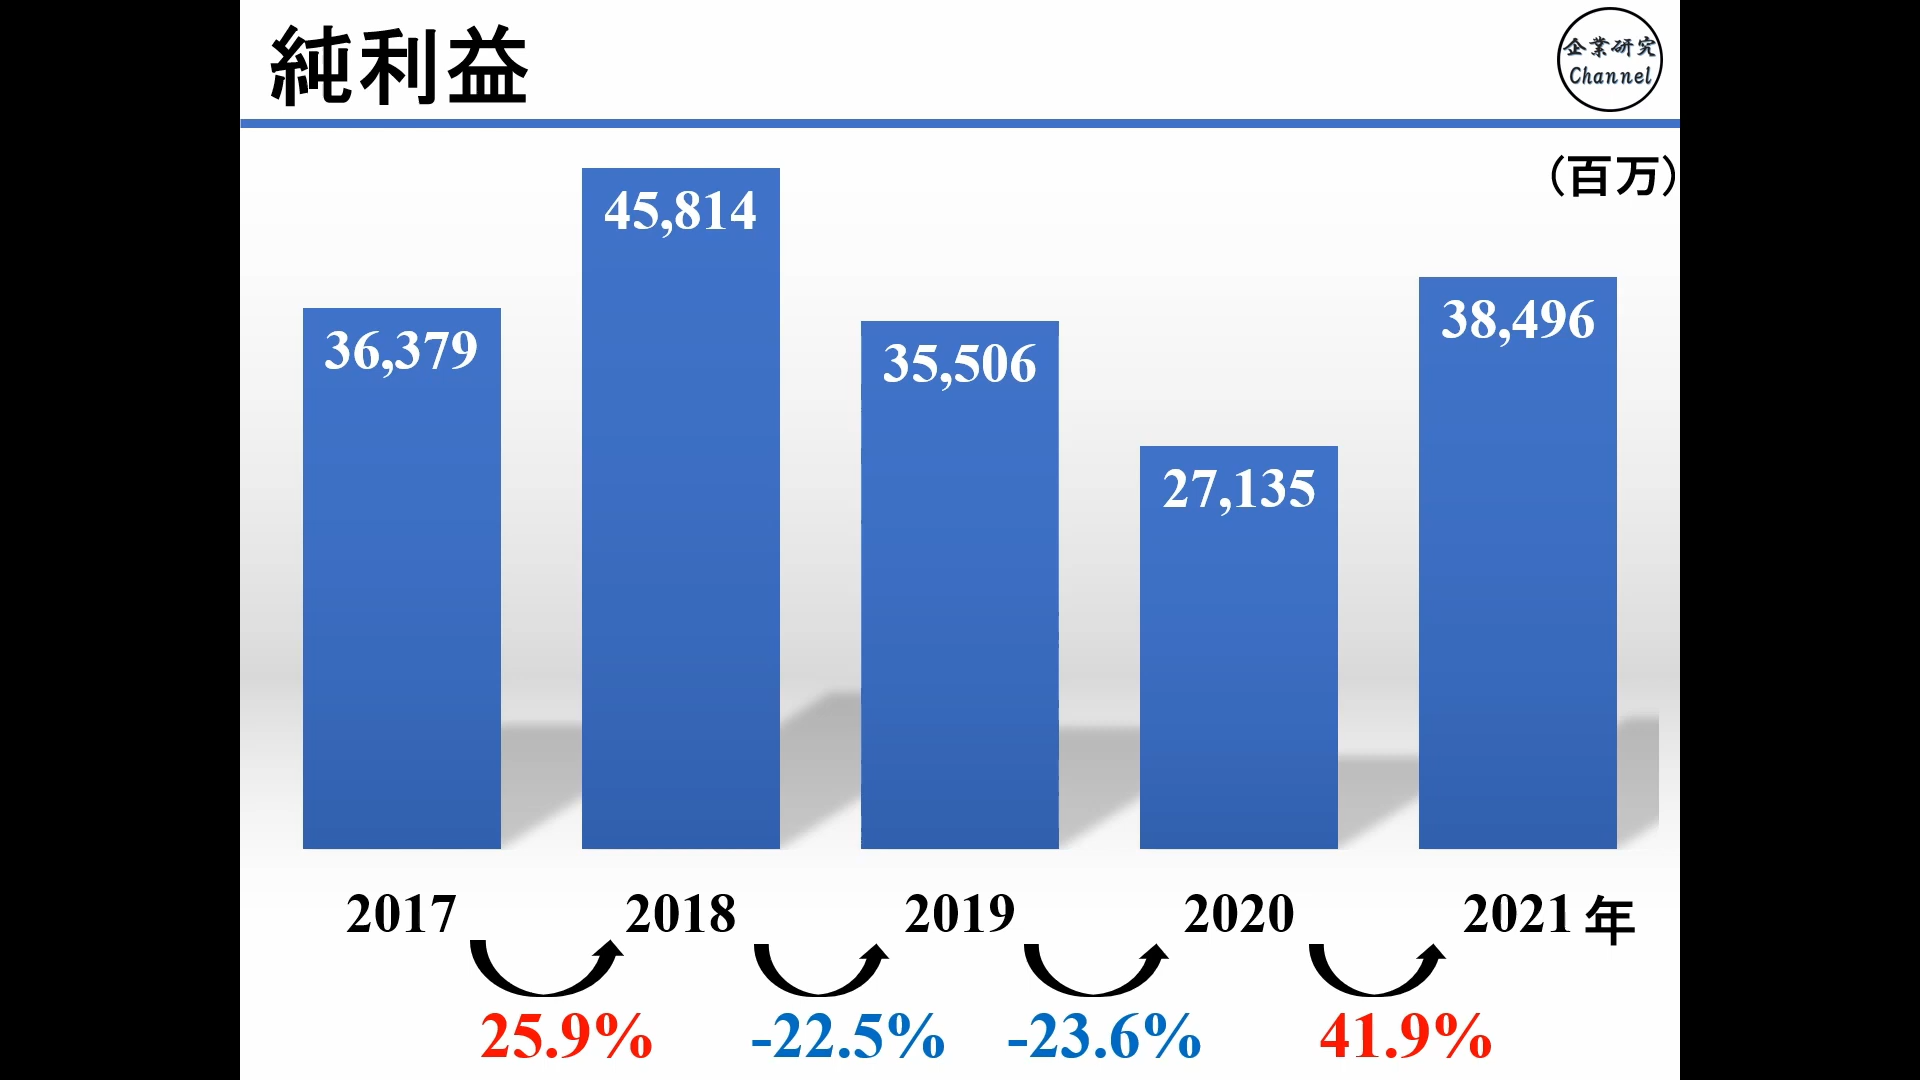 純利益
企業研究
Channel
(百万)
36,379
45,814
35,506
27,135
38,496
2017
2018
2019
2020
2021 年
25.9%
-22.5%
-23.6%
41.9%